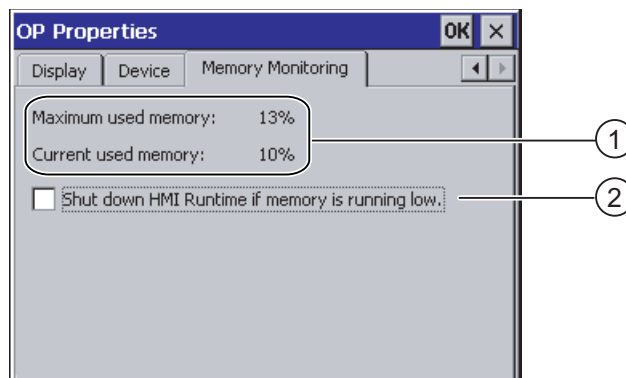 OP Properties OK ×
Display Device Memory Monitoring
Maximum used memory: 13%
1
Current used memory: 10%
Shut down HMI Runtime if memory is running low.
2